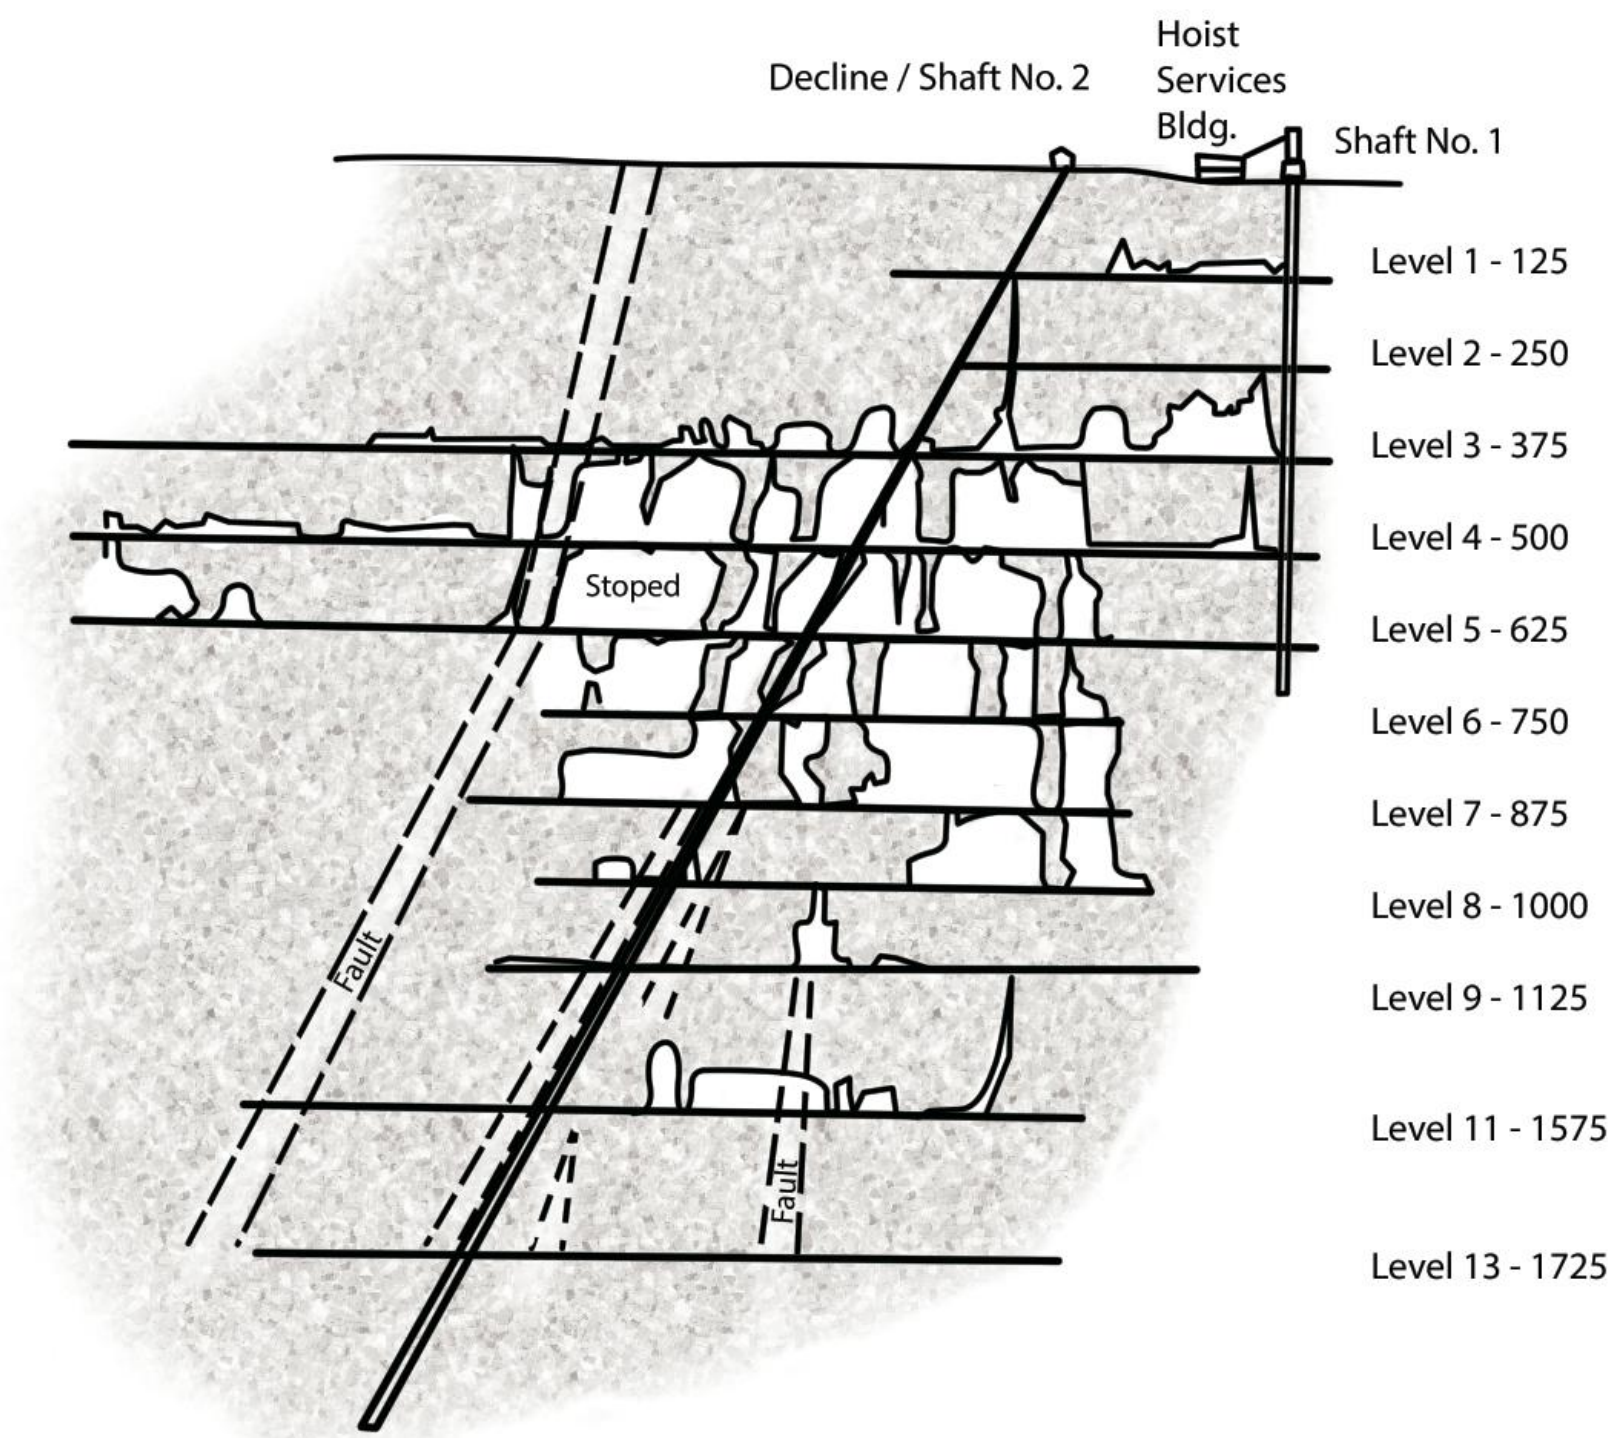 Hoist
Services
Bldg.
Decline / Shaft No. 2
Shaft No. 1
Level 1 - 125
Level 2 - 250
Level 3 - 375
Level 4 - 500
Stoped
Level 5 - 625
Level 6 - 750
Level 7 - 875
Level 8 - 1000
Fault
Level 9 - 1125
Level 11 - 1575
Fault
Level 13 - 1725